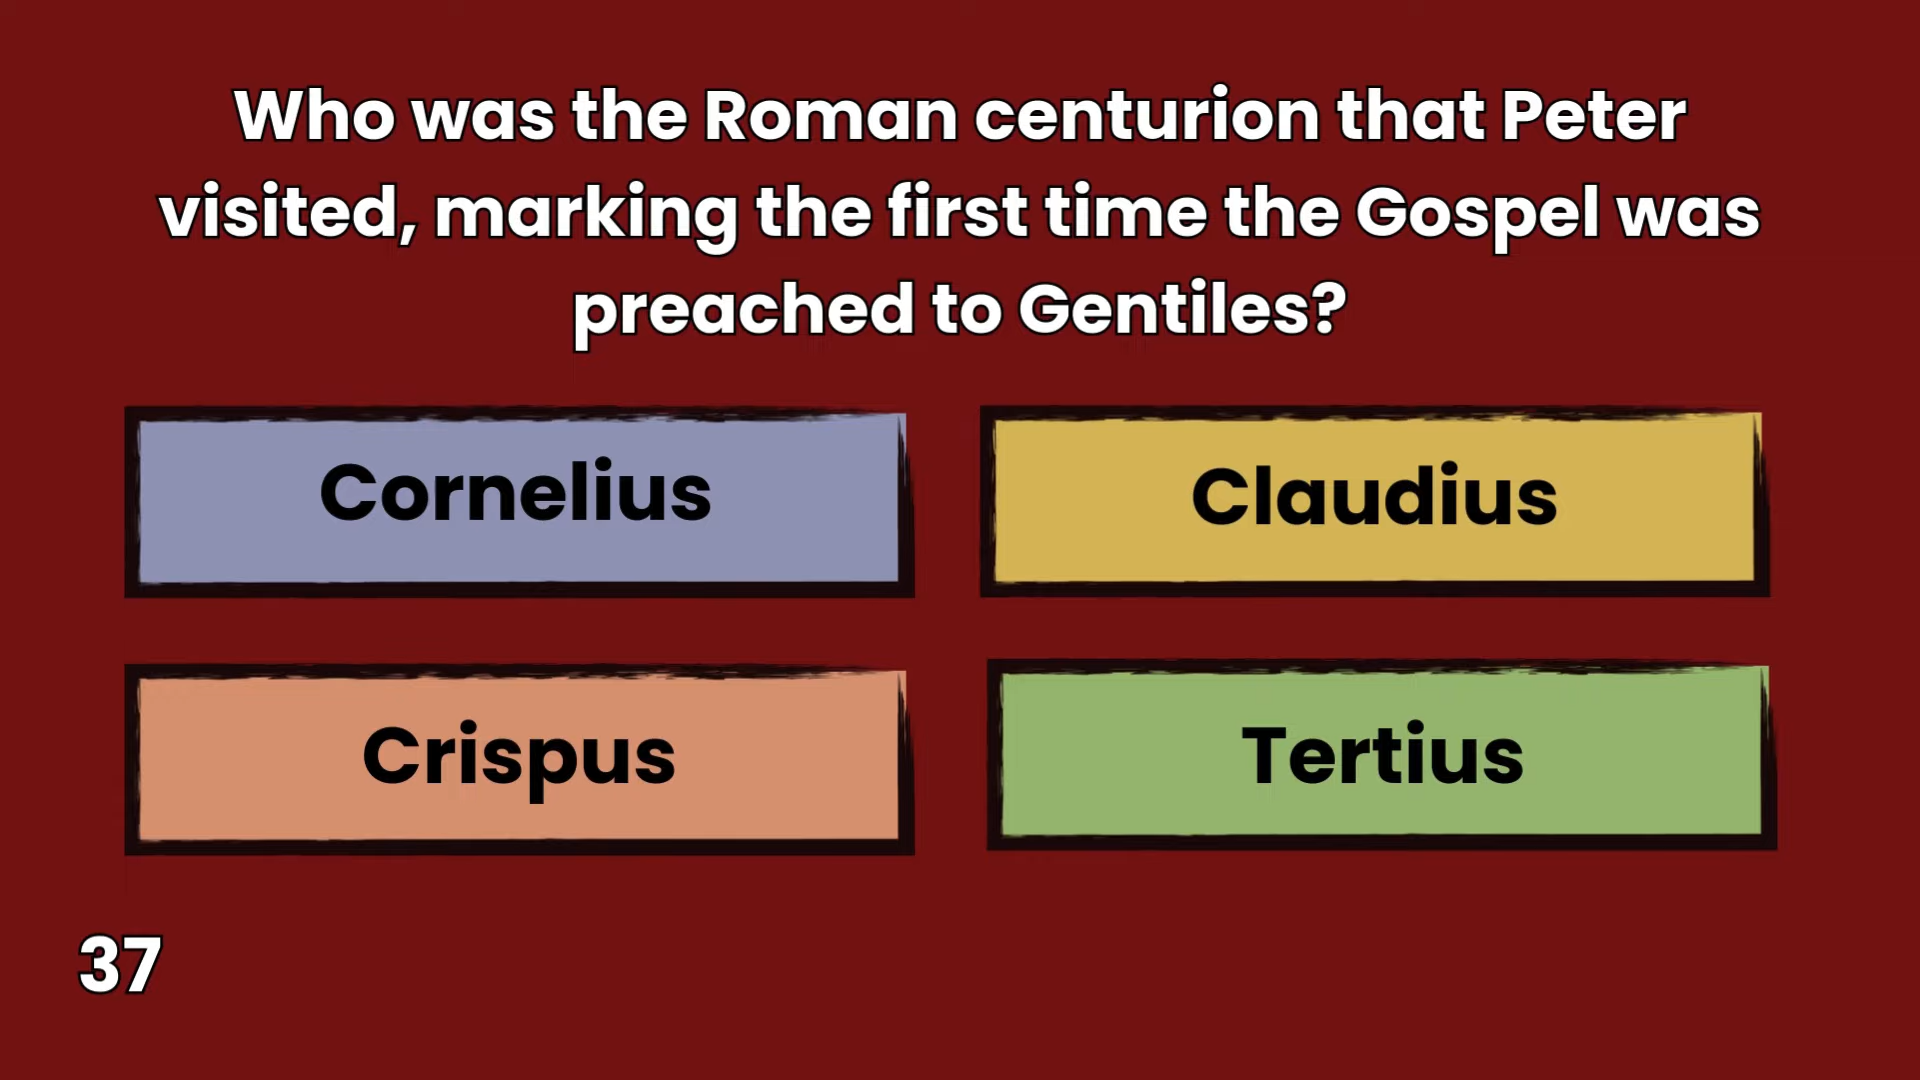 Who was the Roman centurion that Peter
visited, marking the first time the Gospel was
preached to Gentiles?
Cornelius
Claudius
Crispus
Tertius
37